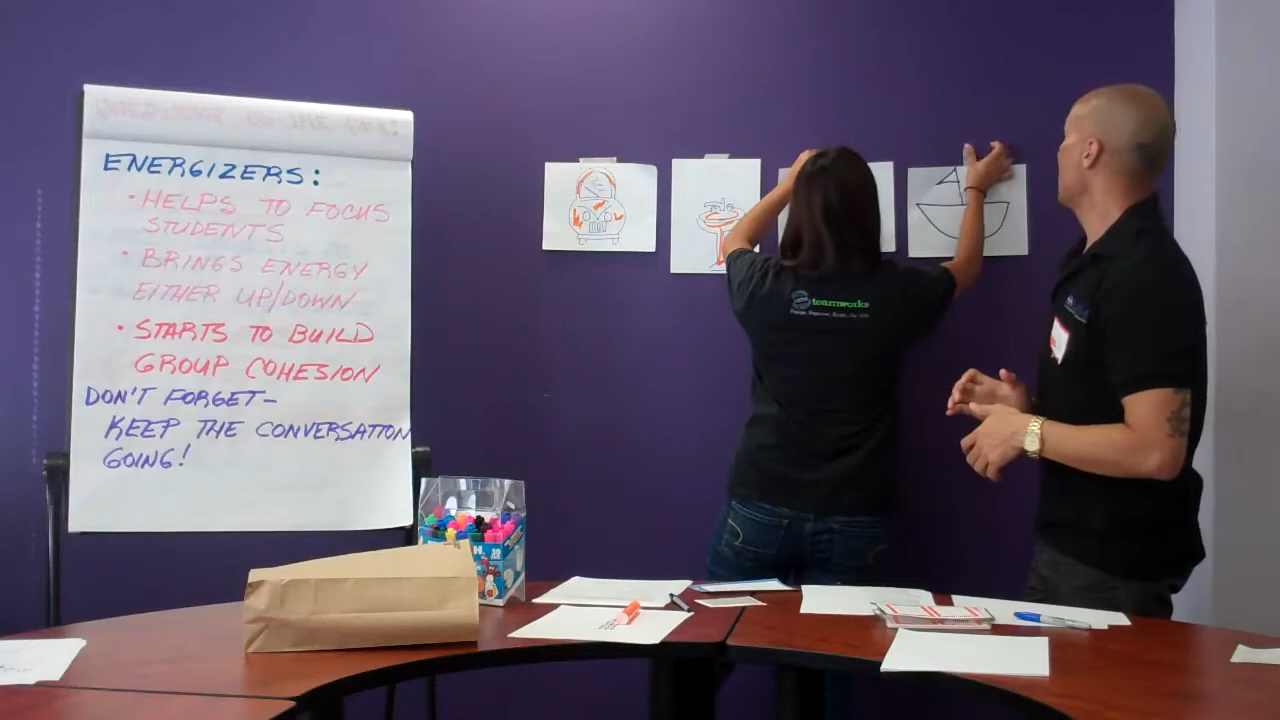 ENERGIZERS:
• HELPS TO FOCUS
STUDENTS
• BRINGS ENERGY
EITHER UP/DOWN
• STARTS TO BUILD
GROUP COHESION
DON'T FORGET–
KEEP THE CONVERSATION
GOING!
teamworks